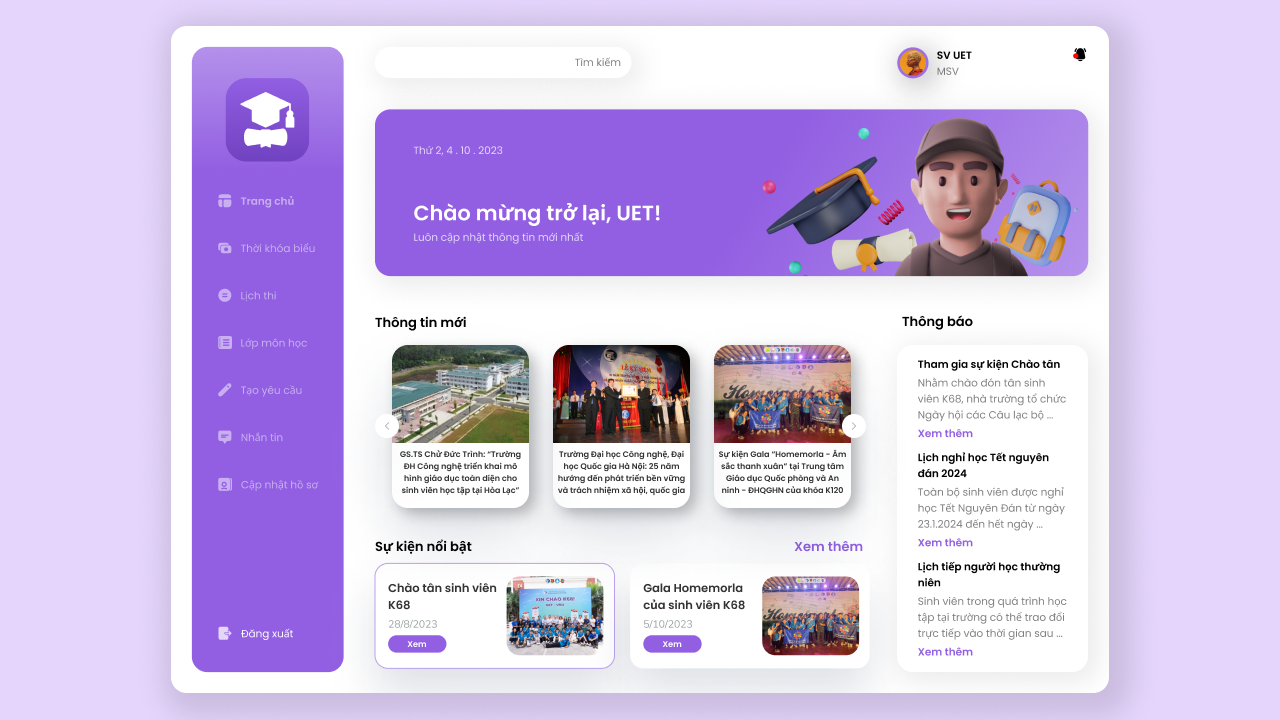 Tìm kiếm
SV UET
MSV
Trang chủ
Thời khóa biểu
Lịch thi
Lớp môn học
Tạo yêu cầu
Nhắn tin
Cập nhật hồ sơ
Đăng xuất
Thứ 2, 4 . 10 . 2023
Chào mừng trở lại, UET!
Luôn cập nhật thông tin mới nhất
Thông tin mới
GS.TS Chử Đức Trình: “Trường
ĐH Công nghệ triển khai mô
hình giáo dục toàn diện cho
sinh viên học tập tại Hòa Lạc”
Trường Đại học Công nghệ, Đại
học Quốc gia Hà Nội: 25 năm
hướng đến phát triển bền vững
và trách nhiệm xã hội, quốc gia
Homemorla
Sự kiện Gala “Homemorla - Âm
sắc thanh xuân” tại Trung tâm
Giáo dục Quốc phòng và An
ninh - ĐHQGHN của khóa K120
Sự kiện nổi bật
Xem thêm
Chào tân sinh viên
K68
28/8/2023
Xem
Gala Homemorla
của sinh viên K68
5/10/2023
Xem
Thông báo
Tham gia sự kiện Chào tân
Nhằm chào đón tân sinh
viên K68, nhà trường tổ chức
Ngày hội các Câu lạc bộ ...
Xem thêm
Lịch nghỉ học Tết nguyên
đán 2024
Toàn bộ sinh viên được nghỉ
học Tết Nguyên Đán từ ngày
23.1.2024 đến hết ngày ...
Xem thêm
Lịch tiếp người học thường
niên
Sinh viên trong quá trình học
tập tại trường có thể trao đổi
trực tiếp vào thời gian sau ...
Xem thêm